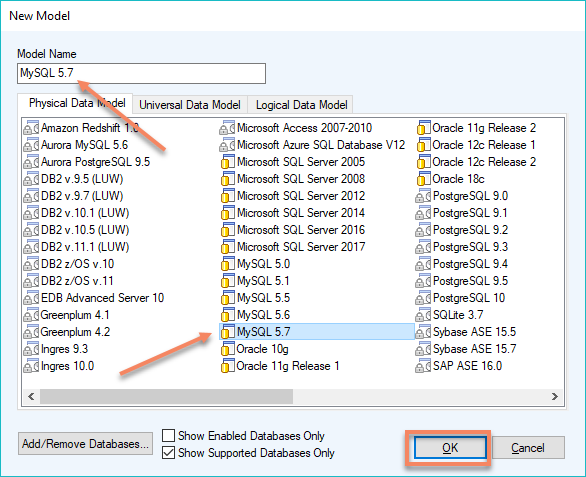 New Model
Model Name
MySQL 5.7
Physical Data Model
Universal Data Model
Logical Data Model
Amazon Redshift 1.0
Aurora MySQL 5.6
Aurora PostgreSQL 9.5
DB2 v.9.5 (LUW)
DB2 v.9.7 (LUW)
DB2 v.10.1 (LUW)
DB2 v.10.5 (LUW)
DB2 v.11.1 (LUW)
DB2 z/OS v.10
DB2 z/OS v.11
EDB Advanced Server 10
Greenplum 4.1
Greenplum 4.2
Ingres 9.3
Ingres 10.0
Microsoft Access 2007-2010
Microsoft Azure SQL Database V12
Microsoft SQL Server 2005
Microsoft SQL Server 2008
Microsoft SQL Server 2012
Microsoft SQL Server 2014
Microsoft SQL Server 2016
Microsoft SQL Server 2017
MySQL 5.0
MySQL 5.1
MySQL 5.5
MySQL 5.6
MySQL 5.7
Oracle 10g
Oracle 11g Release 1
Oracle 11g Release 2
Oracle 12c Release 1
Oracle 12c Release 2
Oracle 18c
PostgreSQL 9.0
PostgreSQL 9.1
PostgreSQL 9.2
PostgreSQL 9.3
PostgreSQL 9.4
PostgreSQL 9.5
PostgreSQL 10
SQLite 3.7
Sybase ASE 15.5
Sybase ASE 15.7
SAP ASE 16.0
Add/Remove Databases...
Show Enabled Databases Only
Show Supported Databases Only
OK
Cancel